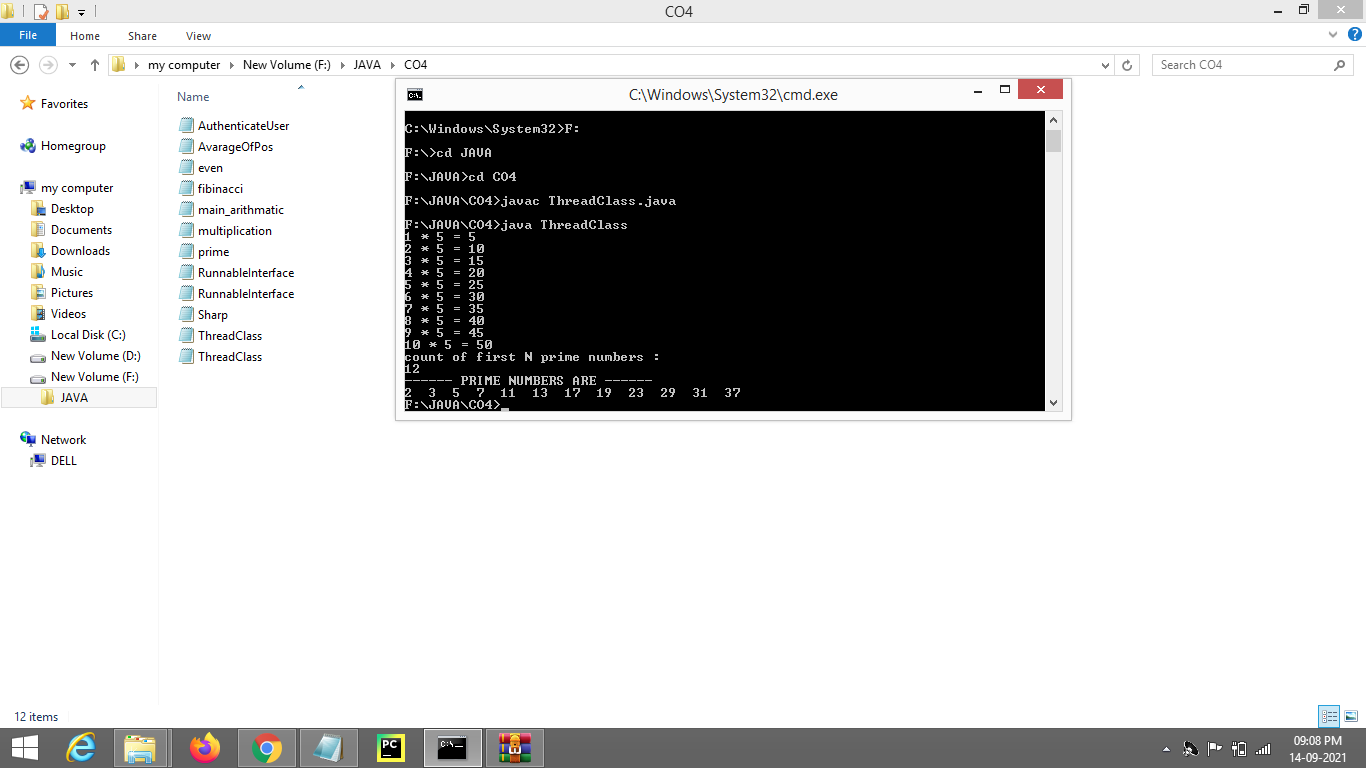 CO4
File Home Share View
my computer New Volume (F:) JAVA CO4 Search CO4
Favorites
Homegroup
my computer
Desktop
Documents
Downloads
Music
Pictures
Videos
Local Disk (C:)
New Volume (D:)
New Volume (F:)
JAVA
Network
DELL
Name
AuthenticateUser
AvarageOfPos
even
fibinacci
main_arithmatic
multiplication
prime
RunnableInterface
RunnableInterface
Sharp
ThreadClass
ThreadClass
C:\Windows\System32\cmd.exe
C:\Windows\System32>F:
F:\>cd JAVA
F:\JAVA>cd CO4
F:\JAVA\CO4>javac ThreadClass.java
F:\JAVA\CO4>java ThreadClass
1 * 5 = 5
2 * 5 = 10
3 * 5 = 15
4 * 5 = 20
5 * 5 = 25
6 * 5 = 30
7 * 5 = 35
8 * 5 = 40
9 * 5 = 45
10 * 5 = 50
count of first N prime numbers :
12
------ PRIME NUMBERS ARE ------
2 3 5 7 11 13 17 19 23 29 31 37
F:\JAVA\CO4>_
12 items
PC
C:\_
09:08 PM
14-09-2021